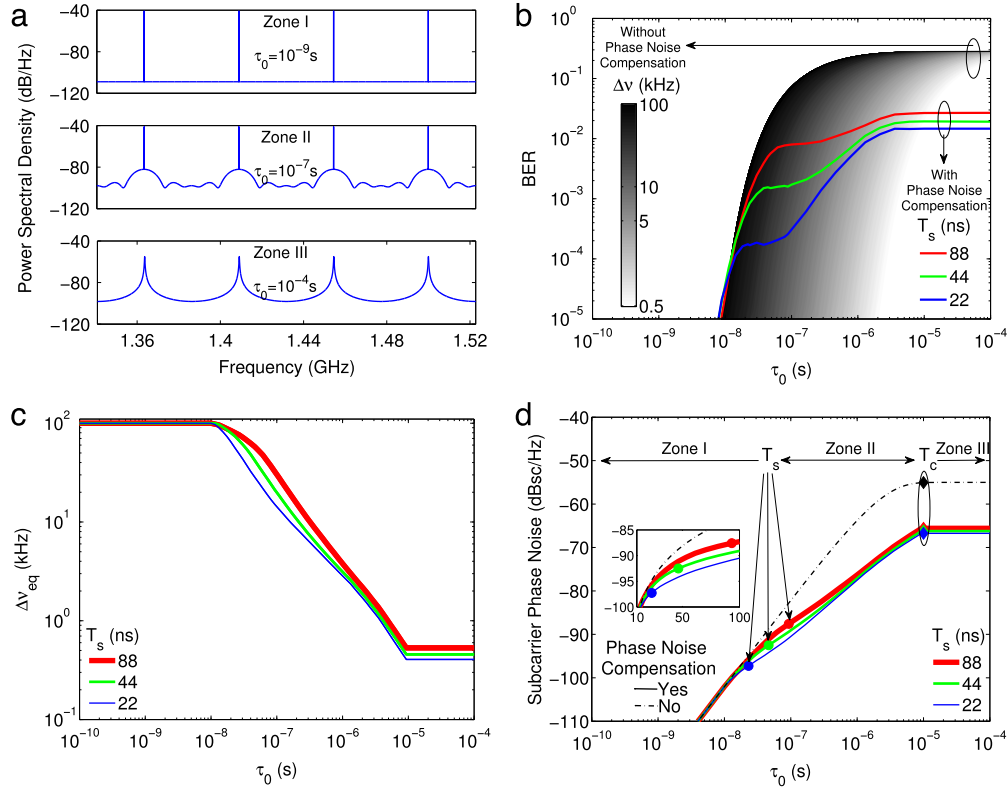 a
Power Spectral Density (dB/Hz)
-40
-80
-120
Zone I
τ0=10^-9s
-40
-80
-120
Zone II
τ0=10^-7s
-40
-80
-120
Zone III
τ0=10^-4s
1.36 1.4 1.44 1.48 1.52
Frequency (GHz)
b
BER
10^0
10^-1
10^-2
10^-3
10^-4
10^-5
Without
Phase Noise
Compensation
Δν (kHz)
100
10
5
0.5
With
Phase Noise
Compensation
Ts (ns)
88
44
22
10^-10 10^-9 10^-8 10^-7 10^-6 10^-5 10^-4
τ0 (s)
c
Δνeq (kHz)
10^2
10^1
10^0
10^-1
Ts (ns)
88
44
22
10^-10 10^-9 10^-8 10^-7 10^-6 10^-5 10^-4
τ0 (s)
d
Subcarrier Phase Noise (dBsc/Hz)
-40
-50
-60
-70
-80
-90
-100
-110
Zone I Ts Zone II Tc Zone III
-85
-90
-95
-100
10 50 100
Phase Noise
Compensation
Yes
No
Ts (ns)
88
44
22
10^-10 10^-9 10^-8 10^-7 10^-6 10^-5 10^-4
τ0 (s)